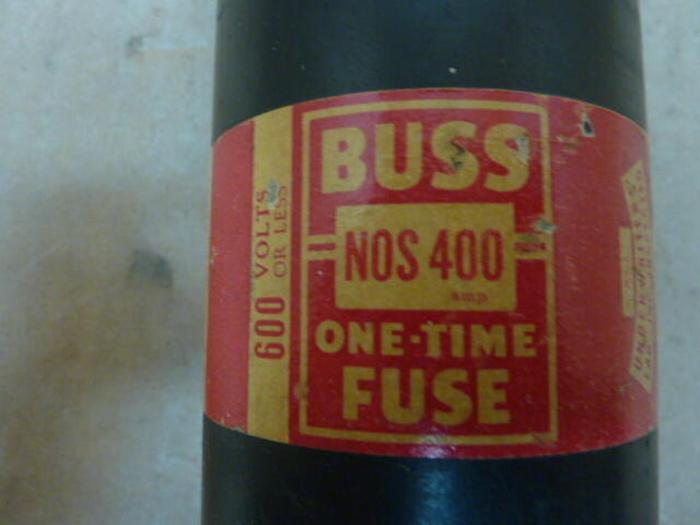 600 VOLTS
OR LESS
BUSS
NOS 400
amp
ONE-TIME
FUSE